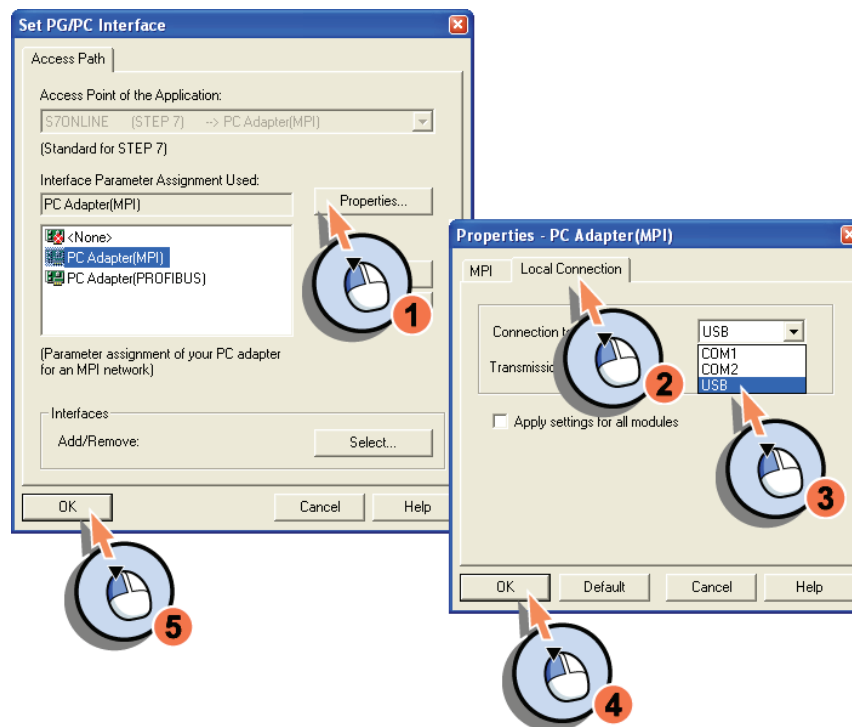 Set PG/PC Interface
Access Path
Access Point of the Application:
S7ONLINE (STEP 7) --> PC Adapter(MPI)
(Standard for STEP 7)
Interface Parameter Assignment Used:
PC Adapter(MPI)
Properties...
<None>
PC Adapter(MPI)
PC Adapter(PROFIBUS)
1
(Parameter assignment of your PC adapter
for an MPI network)
Interfaces
Add/Remove:
Select...
OK
Cancel
Help
5
Properties - PC Adapter(MPI)
MPI
Local Connection
Connection
USB
COM1
COM2
USB
2
Apply settings for all modules
3
OK
Default
Cancel
Help
4